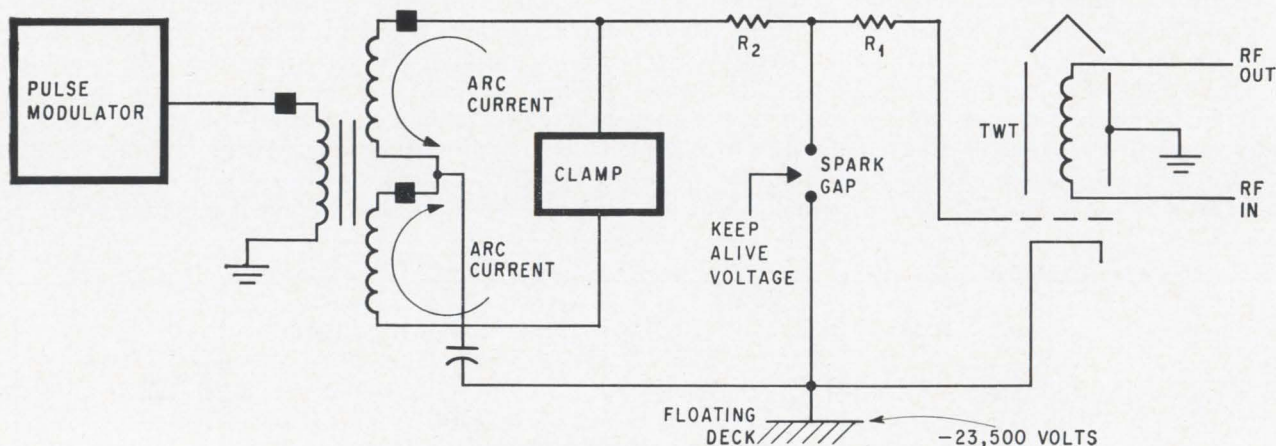 PULSE
MODULATOR
ARC
CURRENT
ARC
CURRENT
CLAMP
R2
R1
SPARK
GAP
KEEP
ALIVE
VOLTAGE
TWT
RF
OUT
RF
IN
FLOATING
DECK
-23,500 VOLTS